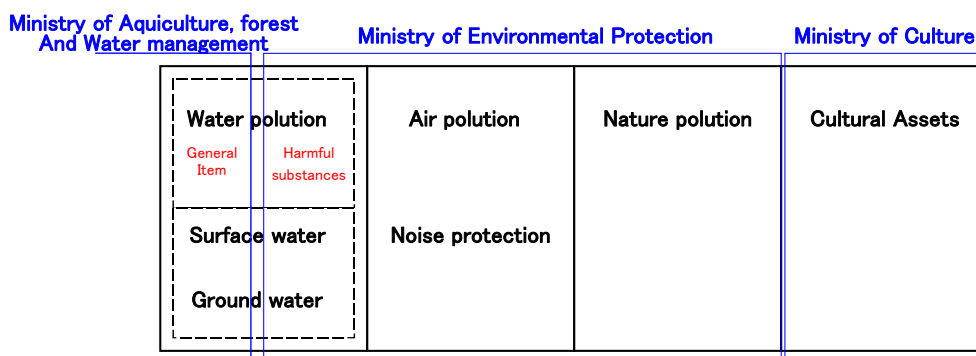 Ministry of Aquiculture, forest
And Water management
Ministry of Environmental Protection
Ministry of Culture
Water polution
General
Item
Harmful
substances
Surface water
Ground water
Air polution
Noise protection
Nature polution
Cultural Assets